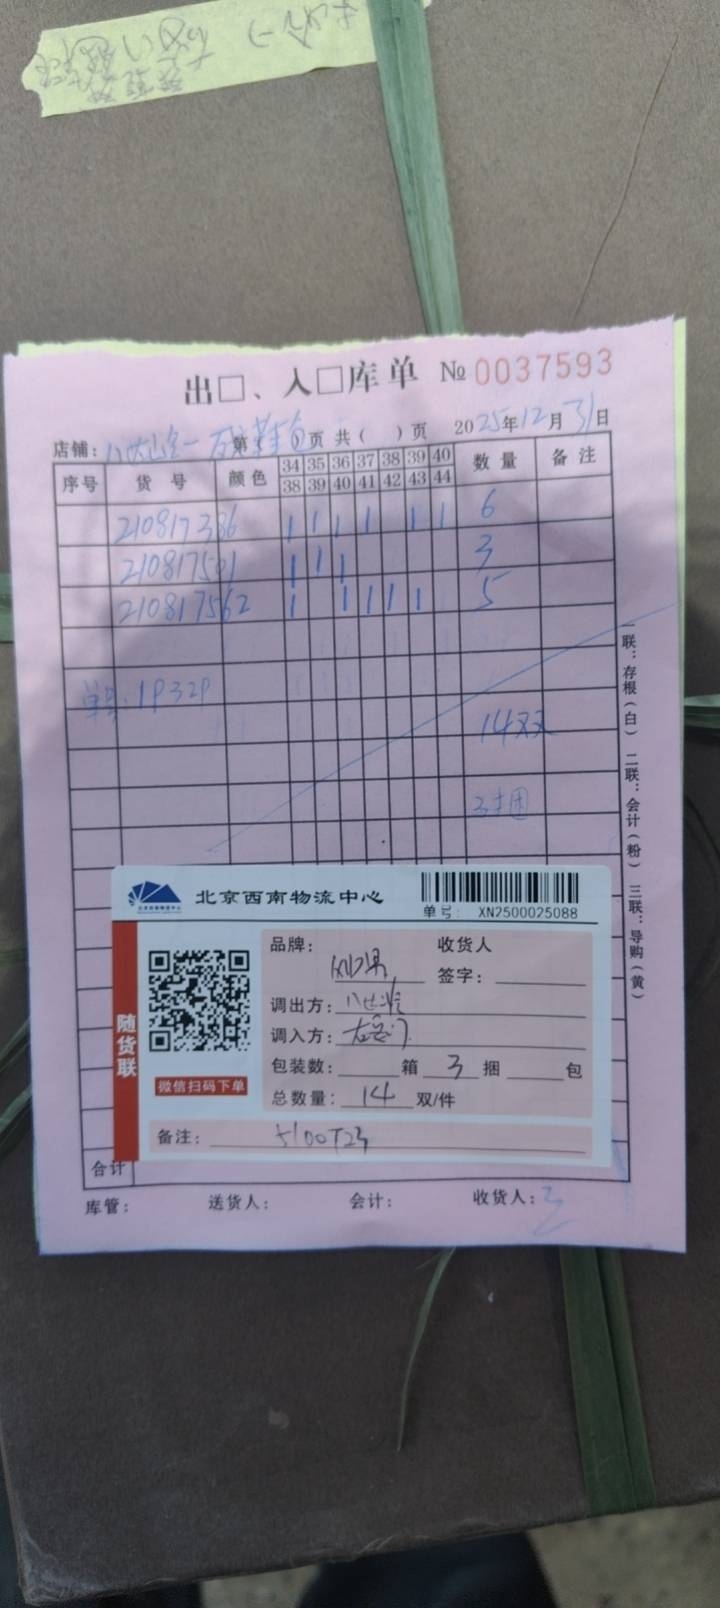 出□、入□库单 № 0037593
店铺： 第 页 共（ ）页 2025年12月31日
序号 货号 颜色 34 35 36 37 38 39 40 数量 备注
38 39 40 41 42 43 44
210817386 1 1 1 1 1 1 6
210817501 1 1 1 3
210817562 1 1 1 1 1 5
单号：1P32P
14双
3捆
一联：存根（白） 二联：会计（粉） 三联：导购（黄）
北京西南物流中心
单号： XN2500025088
随货联
微信扫码下单
品牌： 收货人
签字：
调出方：
调入方：
包装数： 箱 3 捆 包
总数量： 14 双/件
备注：
合计
库管： 送货人： 会计： 收货人：